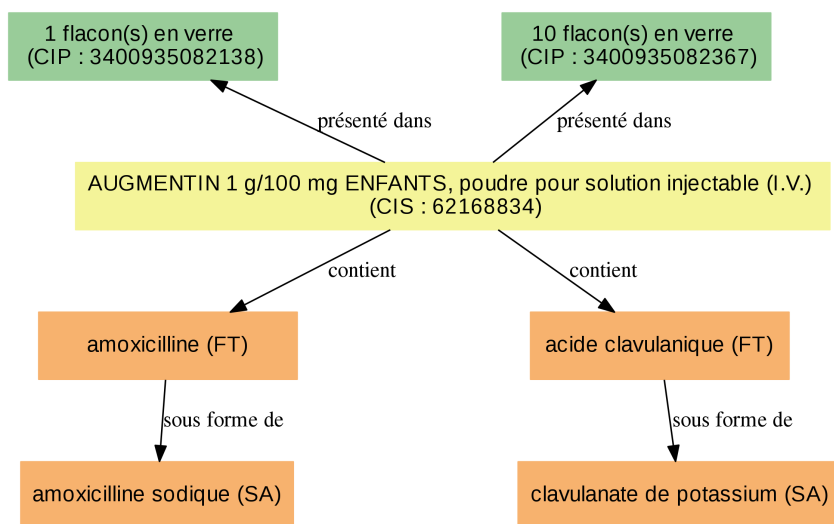 1 flacon(s) en verre
(CIP : 3400935082138)
10 flacon(s) en verre
(CIP : 3400935082367)
présenté dans
présenté dans
AUGMENTIN 1 g/100 mg ENFANTS, poudre pour solution injectable (I.V.)
(CIS : 62168834)
contient
contient
amoxicilline (FT)
acide clavulanique (FT)
sous forme de
sous forme de
amoxicilline sodique (SA)
clavulanate de potassium (SA)